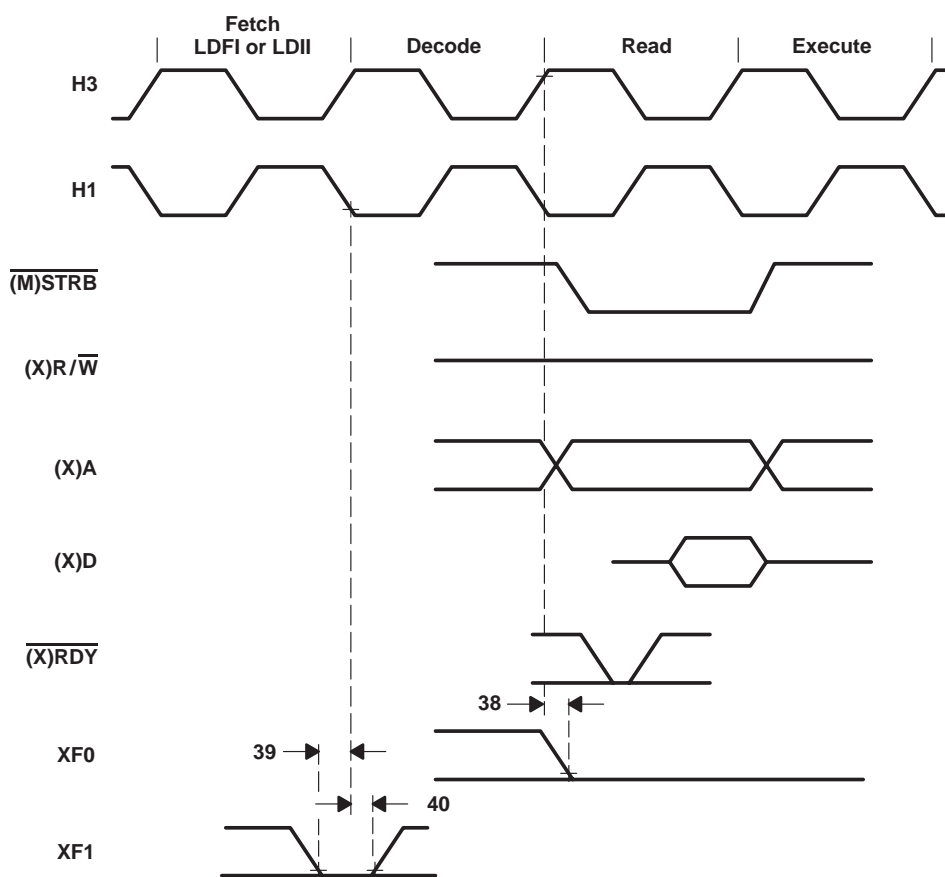 Fetch
LDFI or LDII
Decode
Read
Execute
H3
H1
(M)STRB
(X)R/W
(X)A
(X)D
(X)RDY
38
XF0
39
40
XF1